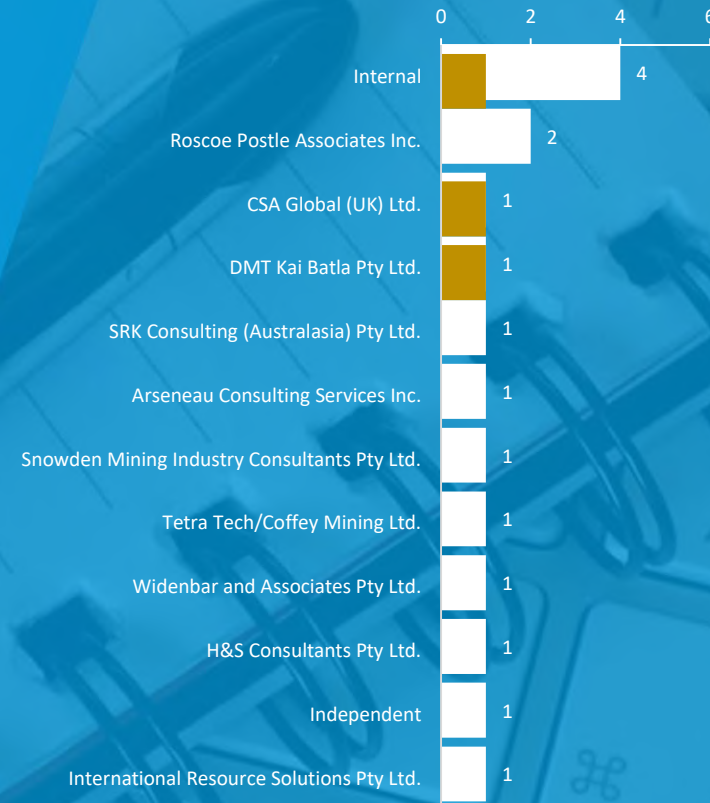 0 2 4 6
Internal 4
Roscoe Postle Associates Inc. 2
CSA Global (UK) Ltd. 1
DMT Kai Batla Pty Ltd. 1
SRK Consulting (Australasia) Pty Ltd. 1
Arseneau Consulting Services Inc. 1
Snowden Mining Industry Consultants Pty Ltd. 1
Tetra Tech/Coffey Mining Ltd. 1
Widenbar and Associates Pty Ltd. 1
H&S Consultants Pty Ltd. 1
Independent 1
International Resource Solutions Pty Ltd. 1